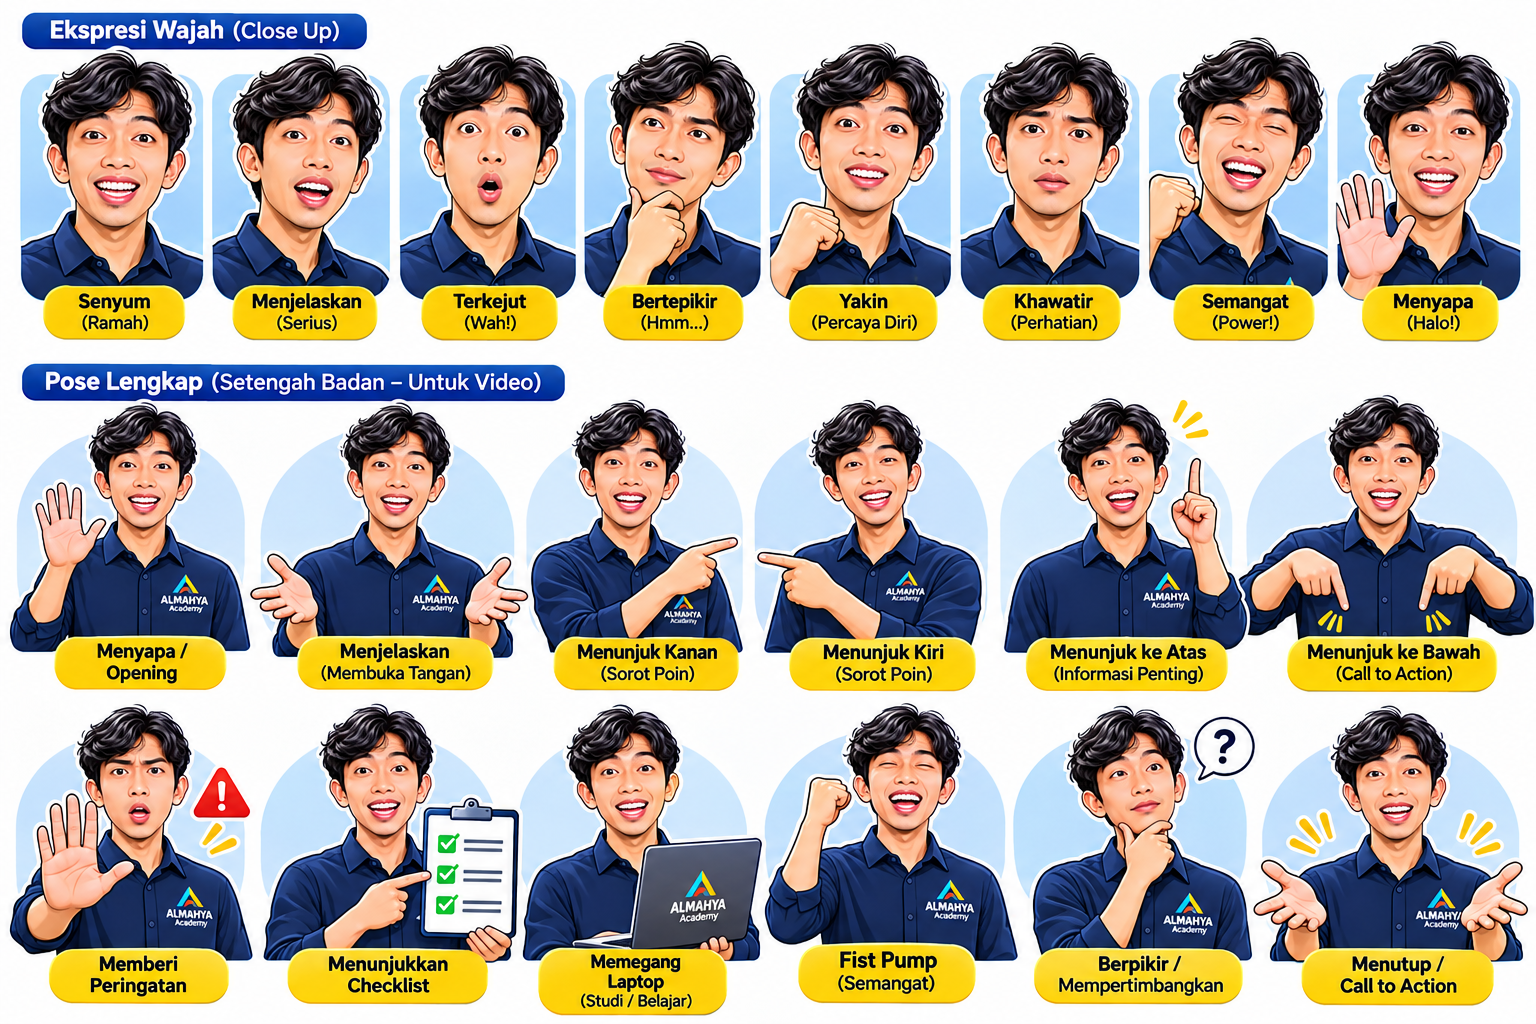 Ekspresi Wajah (Close Up)
Senyum
(Ramah)
Menjelaskan
(Serius)
Terkejut
(Wah!)
Bertepikir
(Hmm...)
Yakin
(Percaya Diri)
Khawatir
(Perhatian)
Semangat
(Power!)
Menyapa
(Halo!)
Pose Lengkap (Setengah Badan – Untuk Video)
ALMAHYA
Academy
Menyapa /
Opening
ALMAHYA
Academy
Menjelaskan
(Membuka Tangan)
ALMAHYA
Academy
Menunjuk Kanan
(Sorot Poin)
ALMAHYA
Academy
Menunjuk Kiri
(Sorot Poin)
ALMAHYA
Academy
Menunjuk ke Atas
(Informasi Penting)
Menunjuk ke Bawah
(Call to Action)
!
ALMAHYA
Academy
Memberi
Peringatan
Menunjukkan
Checklist
ALMAHYA
Academy
Memegang
Laptop
(Studi / Belajar)
ALMAHYA
Academy
Fist Pump
(Semangat)
?
ALMAHYA
Academy
Berpikir /
Mempertimbangkan
ALMAHYA
Academy
Menutup /
Call to Action